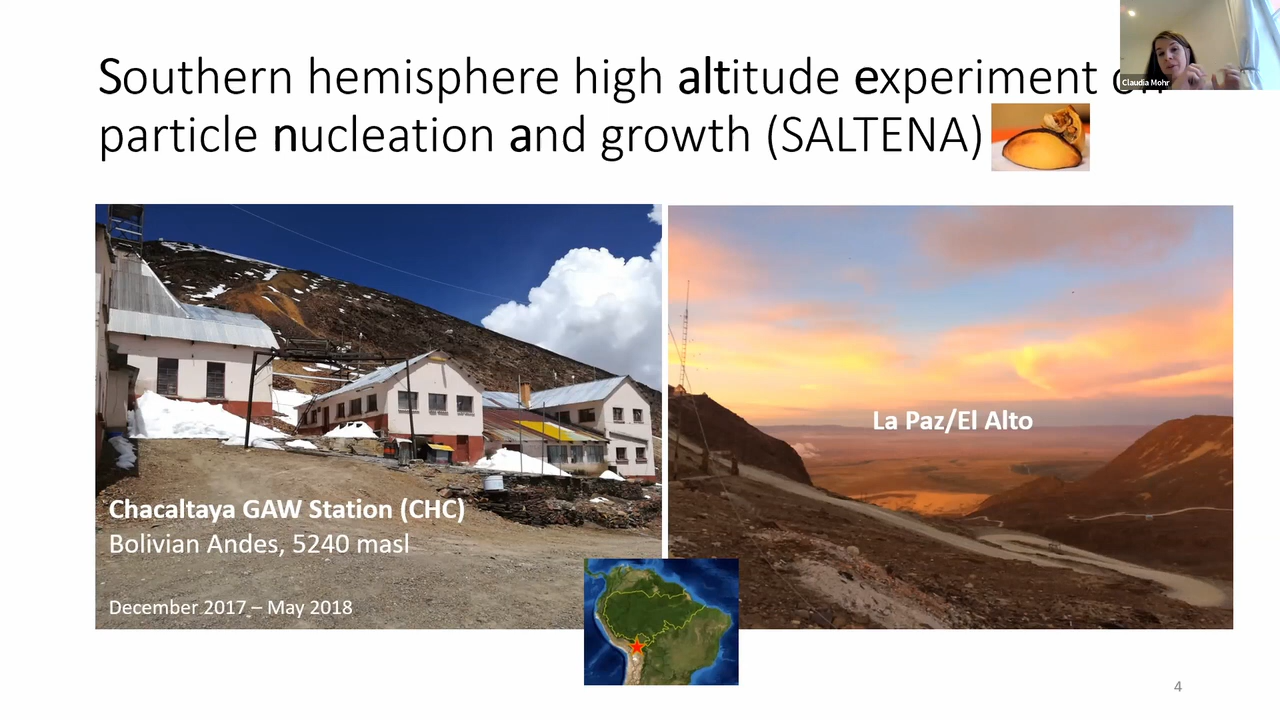 Southern hemisphere high altitude experiment on
particle nucleation and growth (SALTENA)
Claudia Mohr
La Paz/El Alto
Chacaltaya GAW Station (CHC)
Bolivian Andes, 5240 masl
December 2017 – May 2018
4